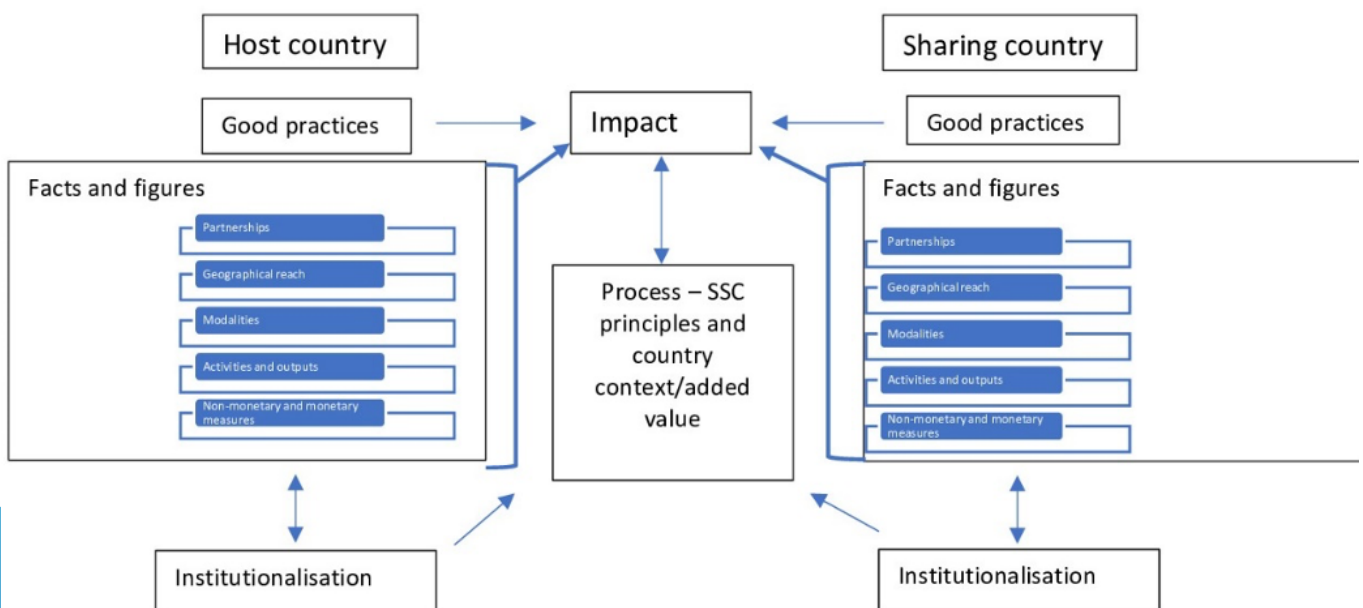 Host country
Sharing country
Good practices
Impact
Good practices
Facts and figures
Partnerships
Geographical reach
Modalities
Activities and outputs
Non-monetary and monetary
measures
Process – SSC
principles and
country
context/added
value
Facts and figures
Partnerships
Geographical reach
Modalities
Activities and outputs
Non-monetary and monetary
measures
Institutionalisation
Institutionalisation